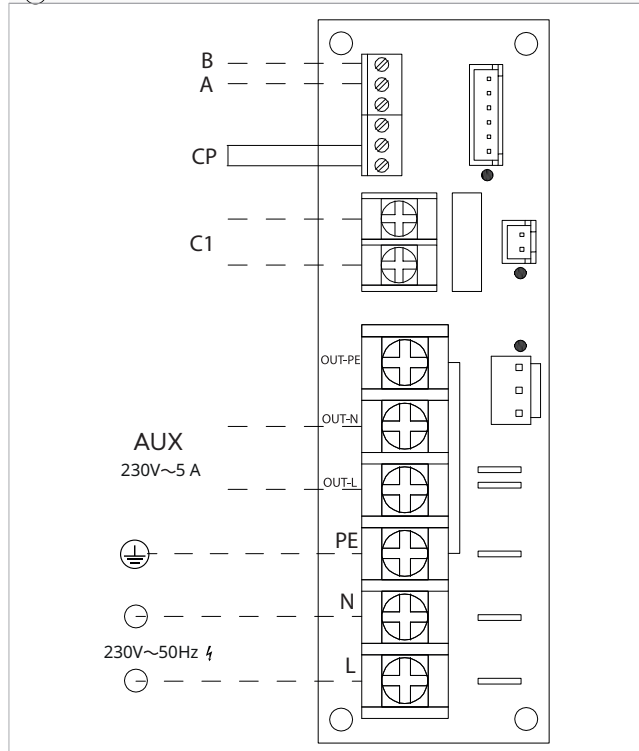 B
A
CP
C1
OUT-PE
OUT-N
AUX
230V～5 A
OUT-L
PE
N
230V～50Hz
L